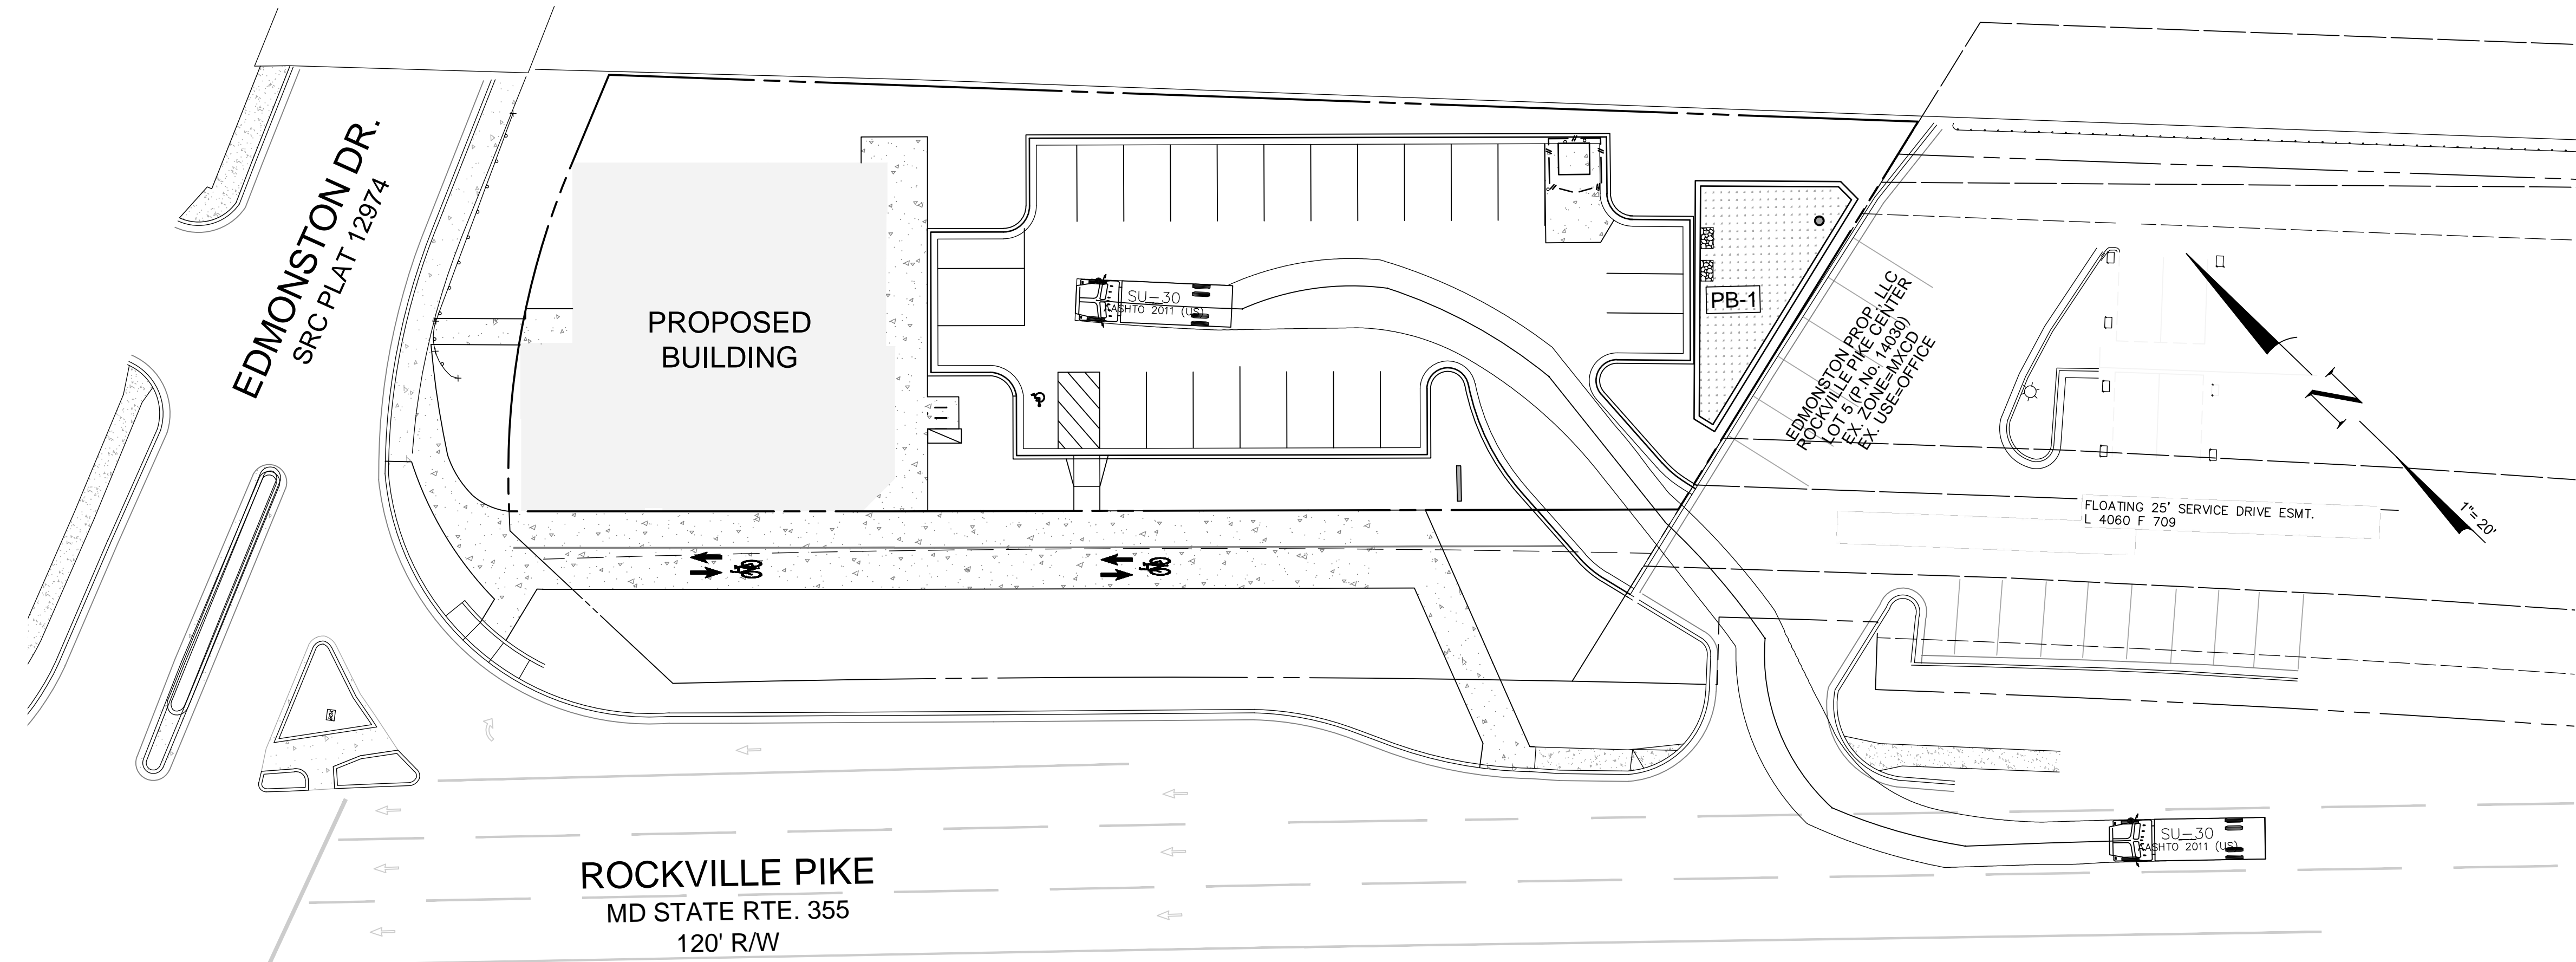 EDMONSTON DR.
SRC PLAT 12974
PROPOSED
BUILDING
SU-30
AASHTO 2011 (US)
PB-1
EDMONSTON PROP., LLC
ROCKVILLE PIKE CENTER
LOT 5 (P.No. 14030)
EX. ZONE=MXCD
EX. USE=OFFICE
N
1"= 20'
FLOATING 25' SERVICE DRIVE ESMT.
L 4060 F 709
SU-30
AASHTO 2011 (US)
ROCKVILLE PIKE
MD STATE RTE. 355
120' R/W